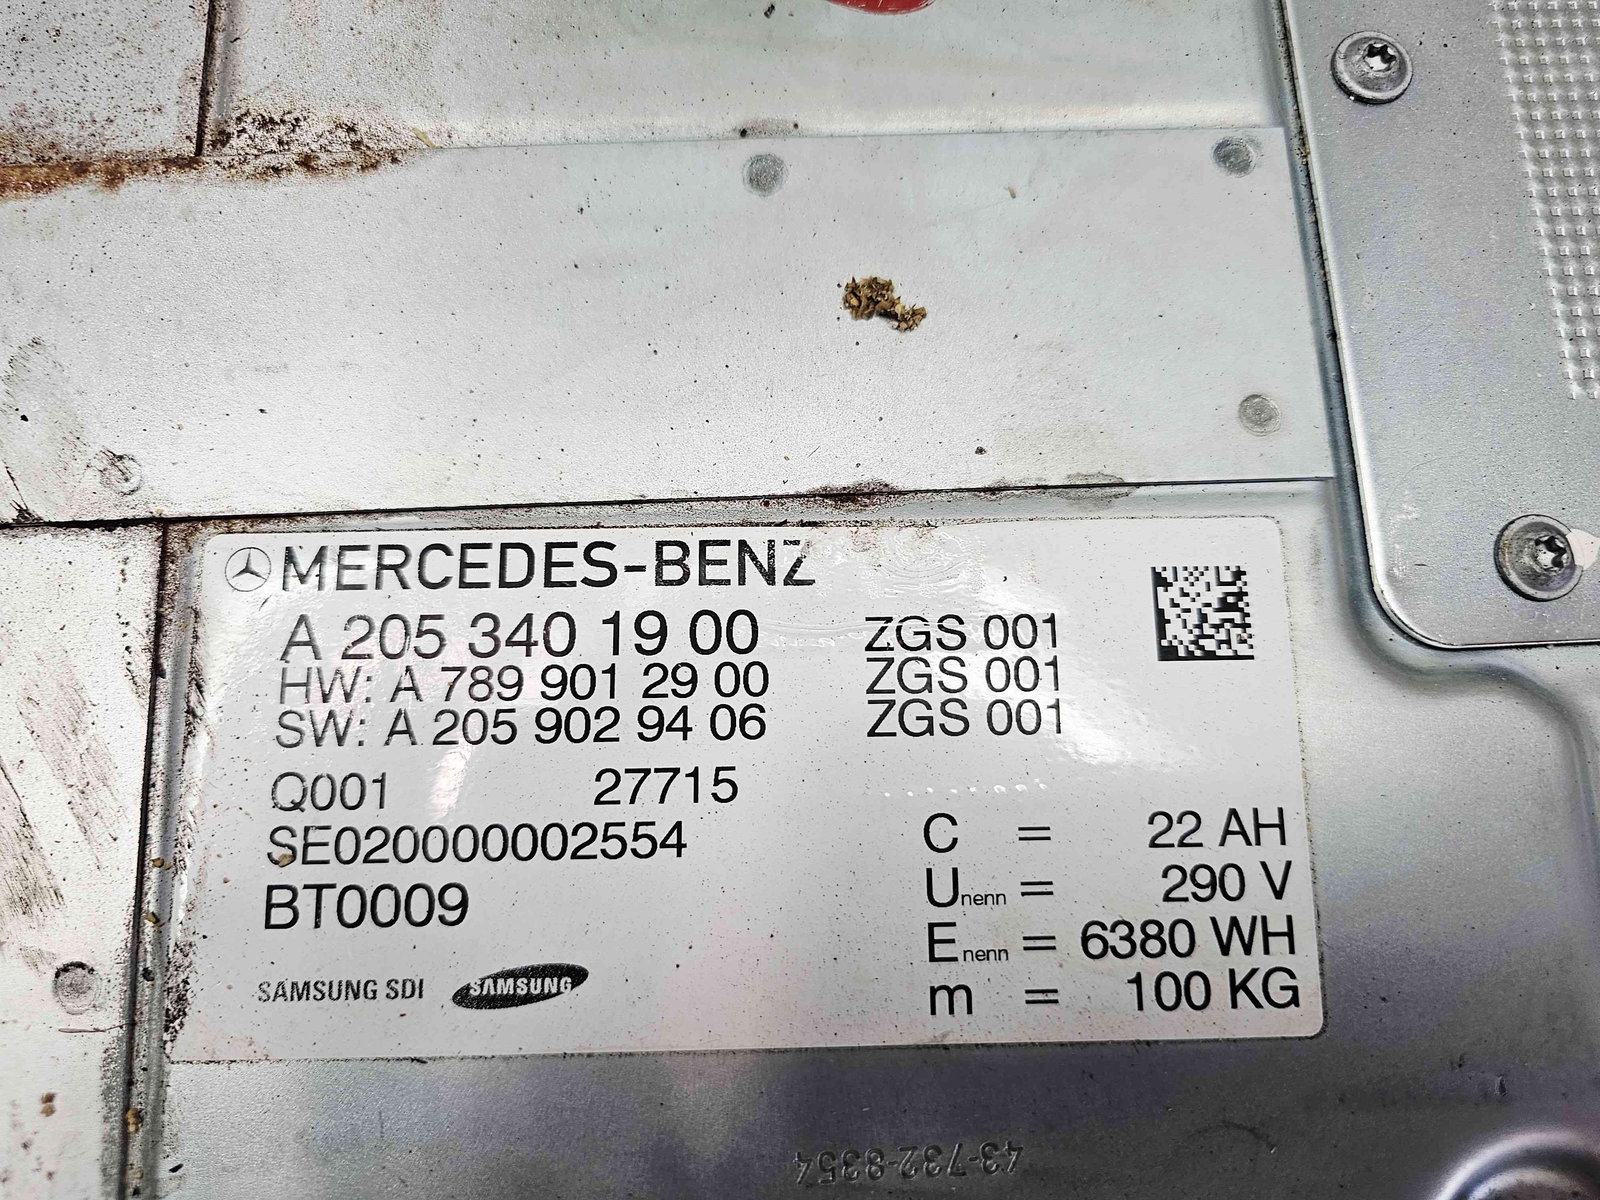 MERCEDES-BENZ
A 205 340 19 00 ZGS 001
HW: A 789 901 29 00 ZGS 001
SW: A 205 902 94 06 ZGS 001
Q001 27715
SE020000002554
BT0009
SAMSUNG SDI SAMSUNG
C = 22 AH
Unenn = 290 V
Enenn = 6380 WH
m = 100 KG
43-732-8354